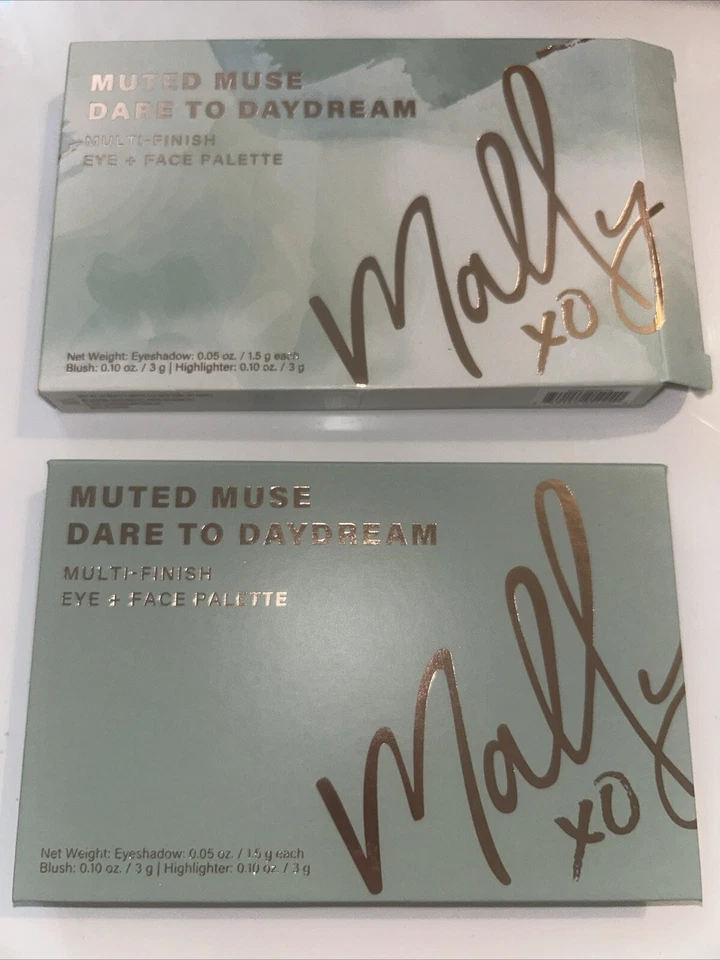 MUTED MUSE
DARE TO DAYDREAM
MULTI-FINISH
EYE + FACE PALETTE
Mally
xo
Net Weight: Eyeshadow: 0.05 oz. / 1.5 g each
Blush: 0.10 oz. / 3 g | Highlighter: 0.10 oz. / 3 g
MUTED MUSE
DARE TO DAYDREAM
MULTI-FINISH
EYE + FACE PALETTE
Mally
xo
Net Weight: Eyeshadow: 0.05 oz. / 1.5 g each
Blush: 0.10 oz. / 3 g | Highlighter: 0.10 oz. / 3 g